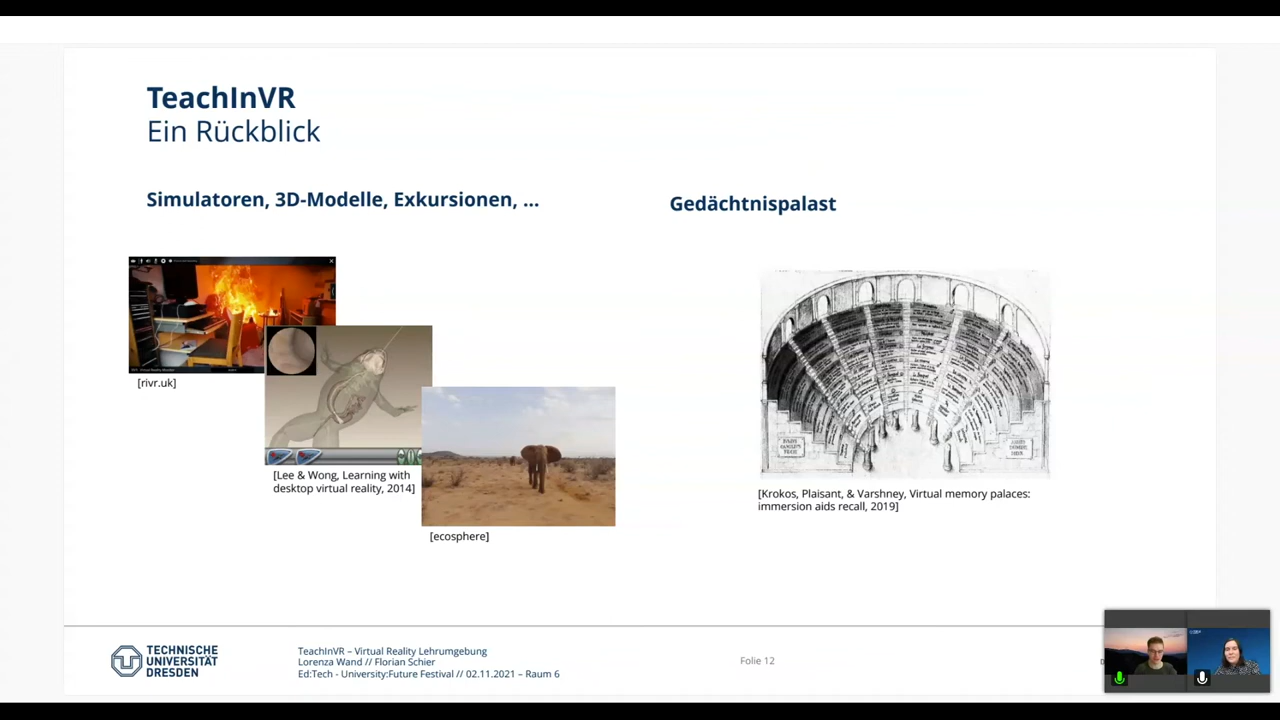 TeachInVR
Ein Rückblick
Simulatoren, 3D-Modelle, Exkursionen, ...
Gedächtnispalast
[rivr.uk]
[Lee & Wong, Learning with
desktop virtual reality, 2014]
[ecosphere]
[Krokos, Plaisant, & Varshney, Virtual memory palaces:
immersion aids recall, 2019]
TECHNISCHE
UNIVERSITÄT
DRESDEN
TeachInVR – Virtual Reality Lehrumgebung
Lorenza Wand // Florian Schier
Ed:Tech - University:Future Festival // 02.11.2021 – Raum 6
Folie 12